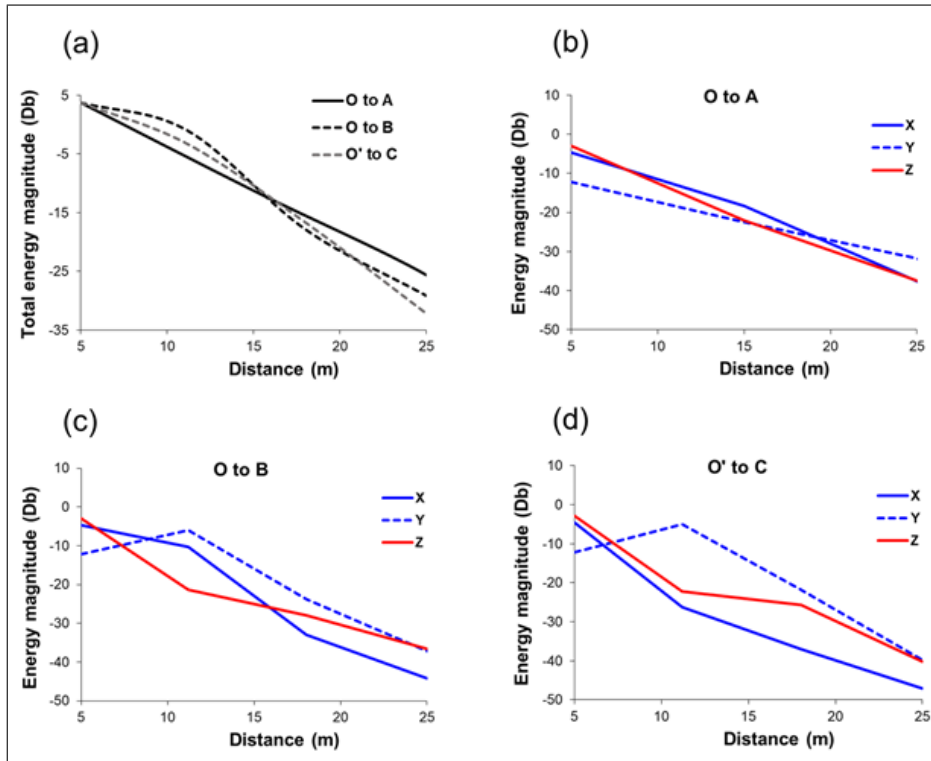 (a)
Total energy magnitude (Db)
5
-5
-15
-25
-35
5 10 15 20 25
Distance (m)
O to A
O to B
O' to C
(b)
O to A
Energy magnitude (Db)
10
0
-10
-20
-30
-40
-50
5 10 15 20 25
Distance (m)
X
Y
Z
(c)
O to B
Energy magnitude (Db)
10
0
-10
-20
-30
-40
-50
5 10 15 20 25
Distance (m)
X
Y
Z
(d)
O' to C
Energy magnitude (Db)
10
0
-10
-20
-30
-40
-50
5 10 15 20 25
Distance (m)
X
Y
Z